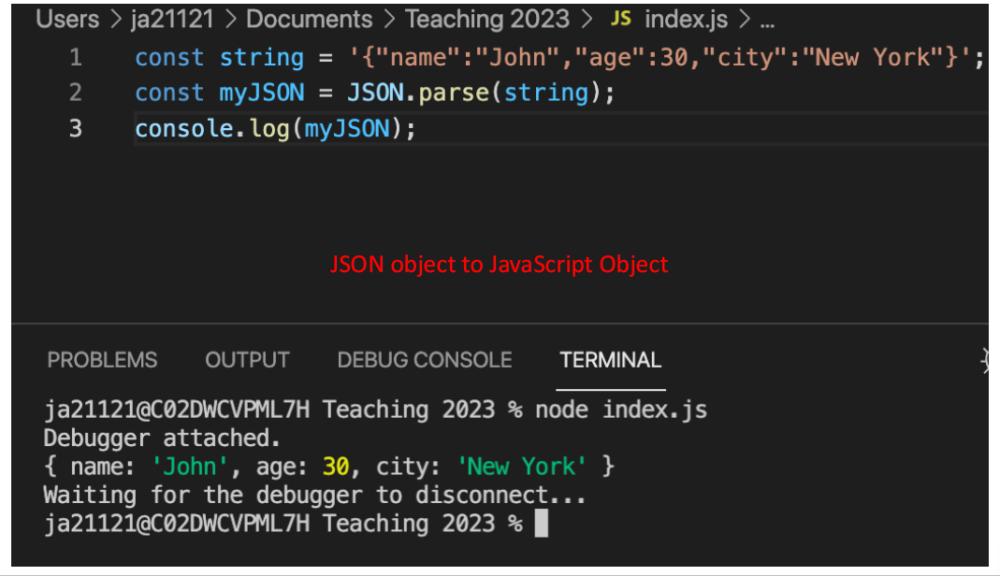 Users > ja21121 > Documents > Teaching 2023 > JS index.js > ...
1 const string = '{"name":"John","age":30,"city":"New York"}';
2 const myJSON = JSON.parse(string);
3 console.log(myJSON);
JSON object to JavaScript Object
PROBLEMS OUTPUT DEBUG CONSOLE TERMINAL
ja21121@C02DWCVPML7H Teaching 2023 % node index.js
Debugger attached.
{ name: 'John', age: 30, city: 'New York' }
Waiting for the debugger to disconnect...
ja21121@C02DWCVPML7H Teaching 2023 %